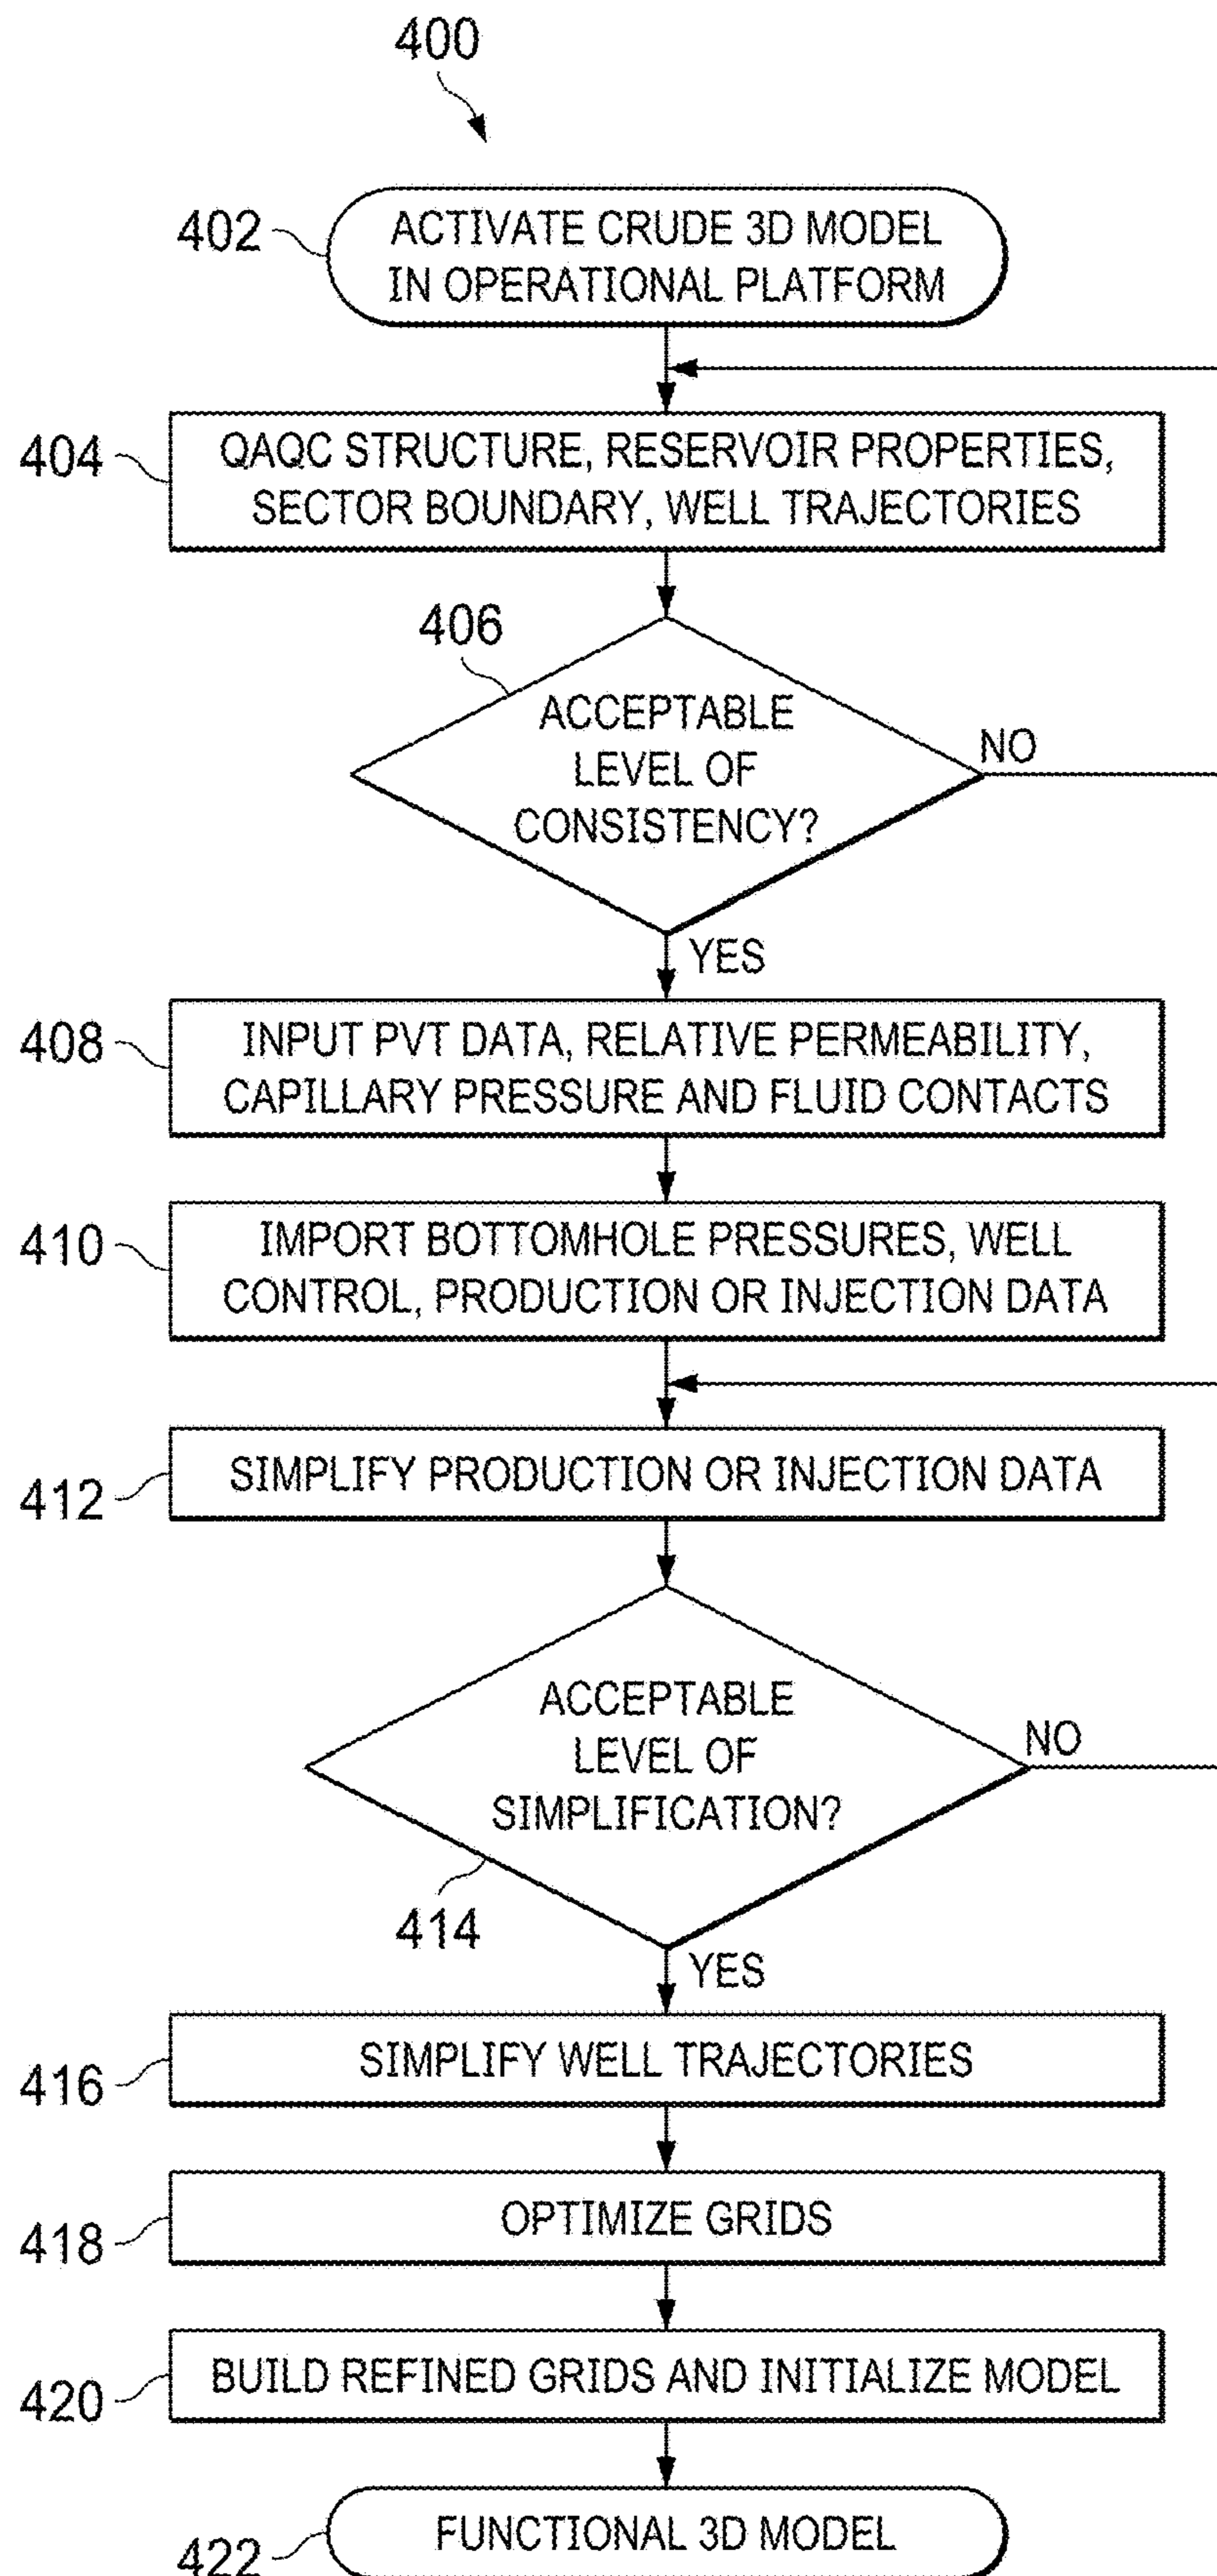 400
402
ACTIVATE CRUDE 3D MODEL
IN OPERATIONAL PLATFORM
404
QAQC STRUCTURE, RESERVOIR PROPERTIES,
SECTOR BOUNDARY, WELL TRAJECTORIES
406
ACCEPTABLE
LEVEL OF
CONSISTENCY?
NO
YES
408
INPUT PVT DATA, RELATIVE PERMEABILITY,
CAPILLARY PRESSURE AND FLUID CONTACTS
410
IMPORT BOTTOMHOLE PRESSURES, WELL
CONTROL, PRODUCTION OR INJECTION DATA
412
SIMPLIFY PRODUCTION OR INJECTION DATA
ACCEPTABLE
LEVEL OF
SIMPLIFICATION?
NO
414
YES
416
SIMPLIFY WELL TRAJECTORIES
418
OPTIMIZE GRIDS
420
BUILD REFINED GRIDS AND INITIALIZE MODEL
422
FUNCTIONAL 3D MODEL